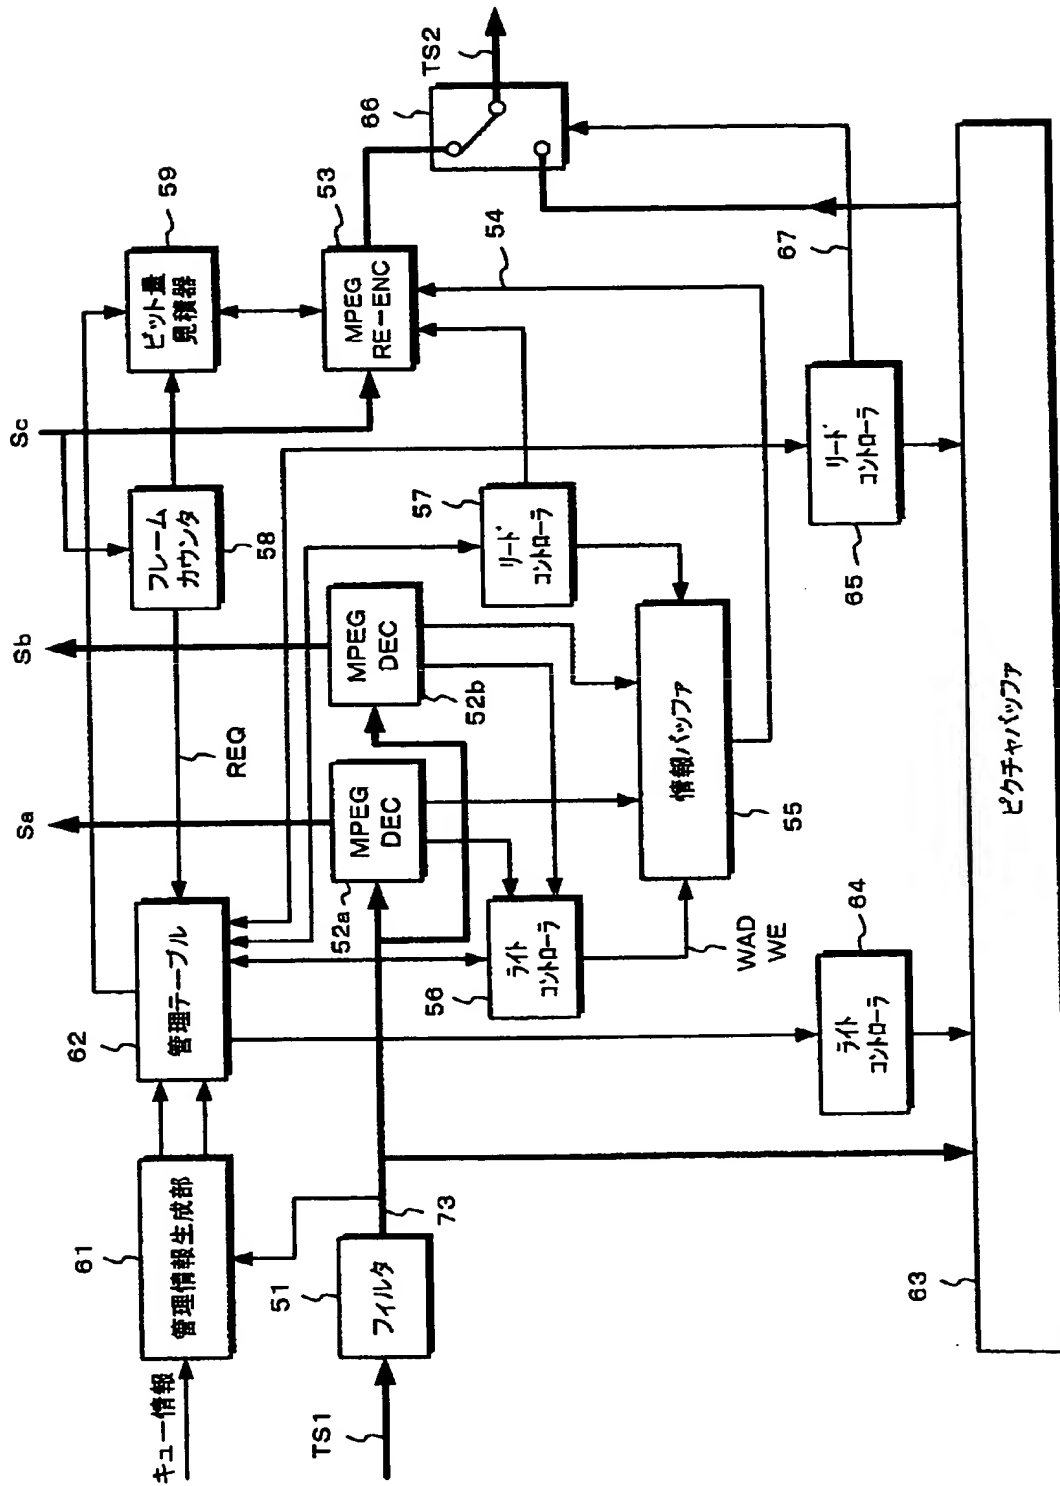 キュー情報
61
管理情報生成部
62
管理テーブル
REQ
フレーム
カウンタ
58
ビット量
見積器
59
Sa
Sb
Sc
TS1
51
フィルタ
73
52a
MPEG
DEC
52b
MPEG
DEC
MPEG
RE-ENC
53
66
TS2
56
ライト
コントローラ
57
リード
コントローラ
54
WAD
WE
情報バッファ
55
64
ライト
コントローラ
65
リード
コントローラ
67
63
ピクチャバッファ